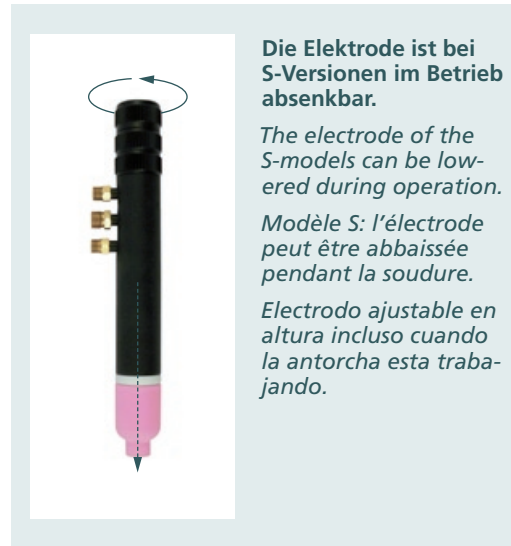 Die Elektrode ist bei
S-Versionen im Betrieb
absenkbar.
The electrode of the
S-models can be low-
ered during operation.
Modèle S: l'électrode
peut être abbaissée
pendant la soudure.
Electrodo ajustable en
altura incluso cuando
la antorcha esta traba-
jando.